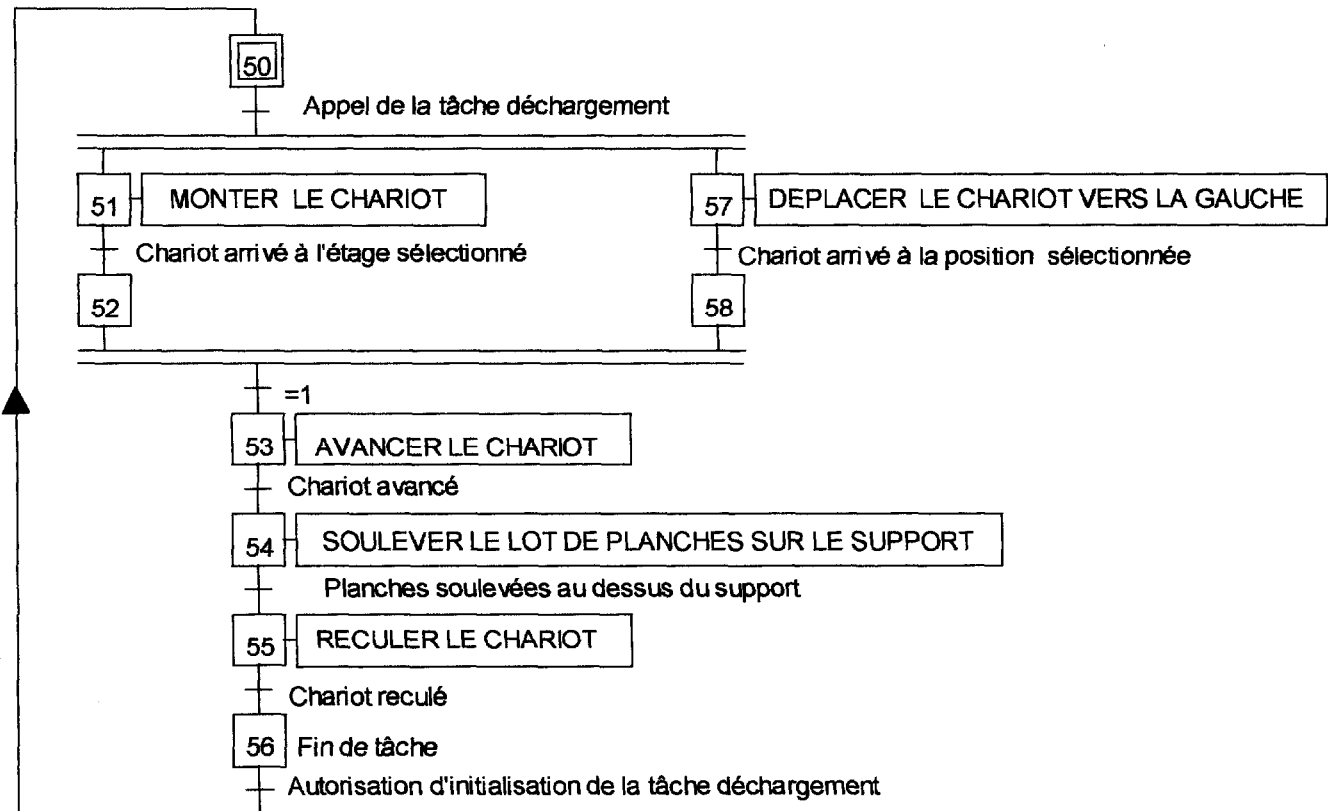 50
Appel de la tâche déchargement
51 MONTER LE CHARIOT
57 DEPLACER LE CHARIOT VERS LA GAUCHE
Chariot arrivé à l'étage sélectionné
Chariot arrivé à la position sélectionnée
52
58
=1
53 AVANCER LE CHARIOT
Chariot avancé
54 SOULEVER LE LOT DE PLANCHES SUR LE SUPPORT
Planches soulevées au dessus du support
55 RECULER LE CHARIOT
Chariot reculé
56 Fin de tâche
Autorisation d'initialisation de la tâche déchargement